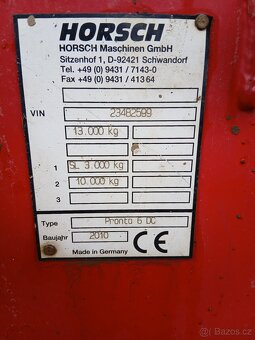 HORSCH
HORSCH Maschinen GmbH
Sitzenhof 1, D-92421 Schwandorf
Tel. +49 (0) 9431 / 7143-0
Fax +49 (0) 9431 / 41364
VIN 23482599
13.000 kg
1 SL 3.000 kg
2 10.000 kg
3
Type Pronto 6 DC
Baujahr 2010 CE
Made in Germany
sbazos.cz